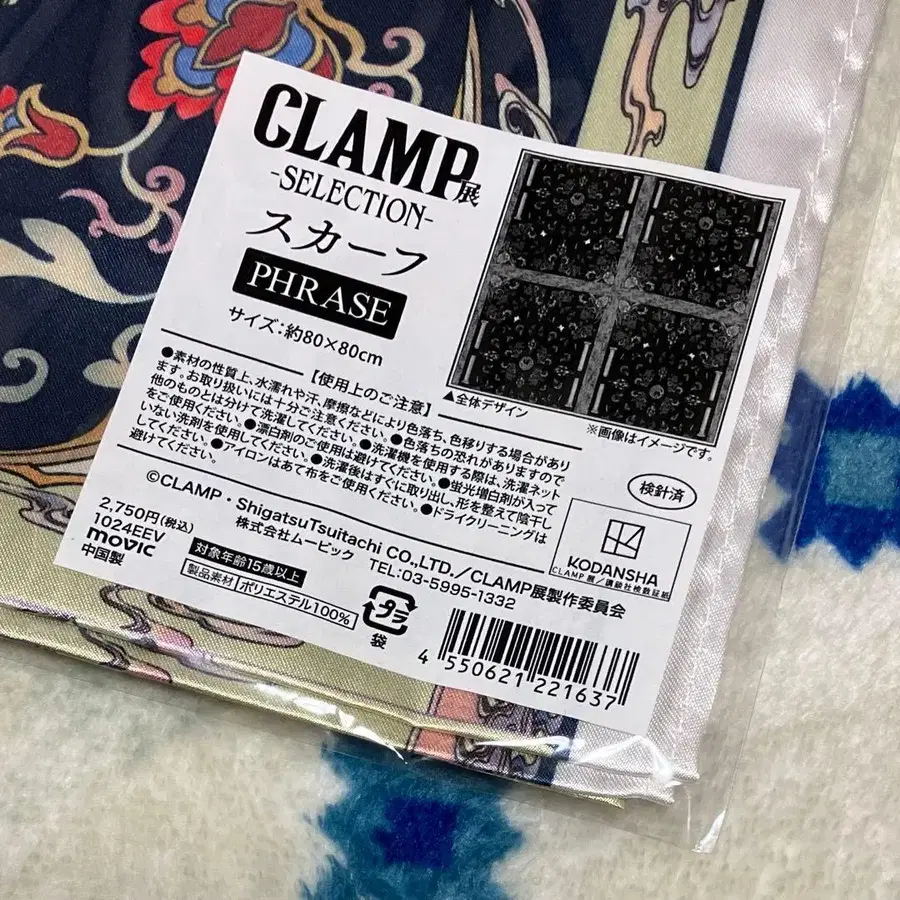 CLAMP展
-SELECTION-
スカーフ
PHRASE
サイズ:約80×80cm
▲全体デザイン
※画像はイメージです。
【使用上のご注意】
●素材の性質上、水濡れや汗、摩擦などにより色落ち、色移りする場合があり
ます。お取り扱いには十分ご注意ください。●色落ちの恐れがありますので
他のものとは分けて洗濯してください。●洗濯機を使用する際は、洗濯ネット
をご使用ください。●漂白剤のご使用は避けてください。●蛍光増白剤が入って
いない洗剤を使用してください。●洗濯後はすぐに取り出し、形を整えて陰干し
してください。●アイロンはあて布をご使用ください。●ドライクリーニングは
避けてください。
検針済
©CLAMP・ShigatsuTsuitachi CO.,LTD./CLAMP展製作委員会
株式会社ムービック
TEL:03-5995-1332
2,750円(税込)
1024EEV
movic
中国製
対象年齢15歳以上
製品素材 ポリエステル100%
プラ
袋
KODANSHA
CLAMP展/講談社検数証紙
4 550621 221637